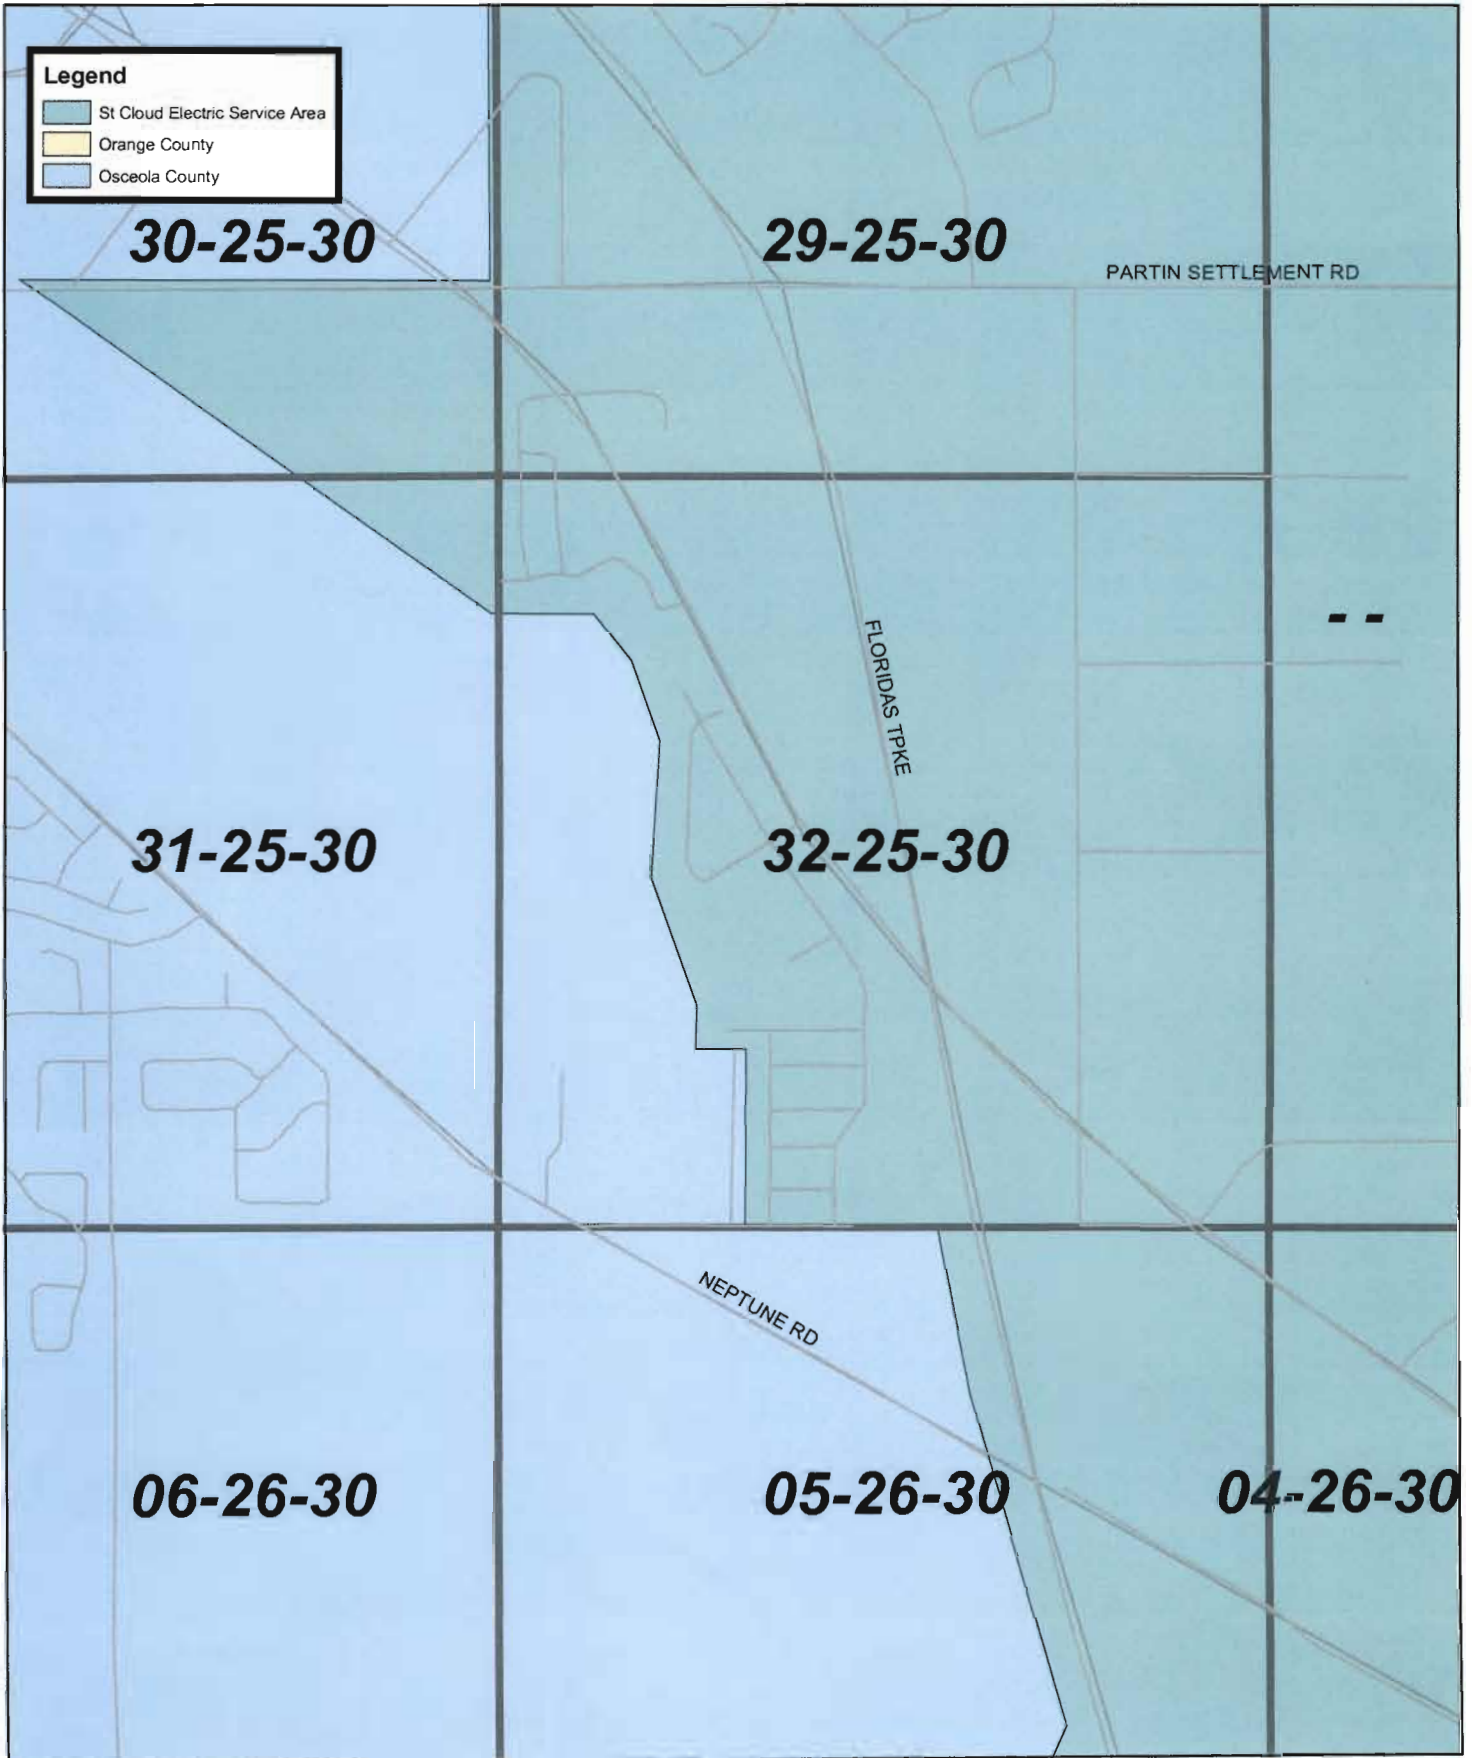 Legend
St Cloud Electric Service Area
Orange County
Osceola County
30-25-30
29-25-30
PARTIN SETTLEMENT RD
- -
FLORIDAS TPKE
31-25-30
32-25-30
NEPTUNE RD
06-26-30
05-26-30
04-26-30